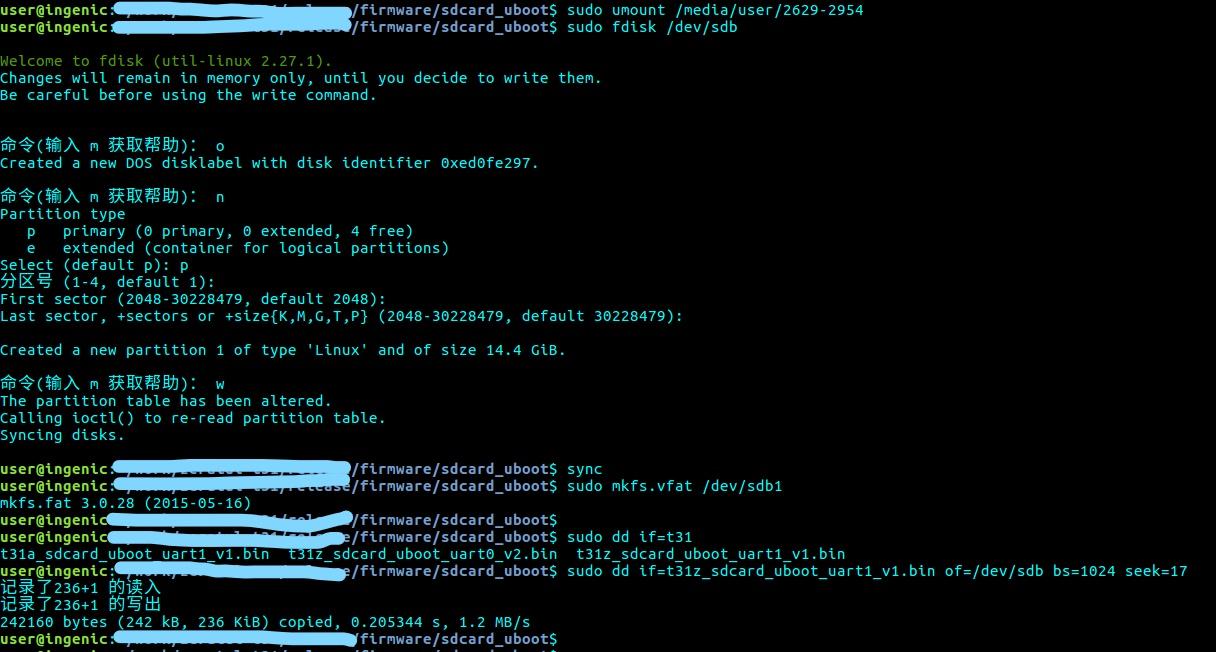 user@ingenic: /firmware/sdcard_uboot$ sudo umount /media/user/2629-2954
user@ingenic: /firmware/sdcard_uboot$ sudo fdisk /dev/sdb
Welcome to fdisk (util-linux 2.27.1).
Changes will remain in memory only, until you decide to write them.
Be careful before using the write command.
命令(输入 m 获取帮助)： o
Created a new DOS disklabel with disk identifier 0xed0fe297.
命令(输入 m 获取帮助)： n
Partition type
   p   primary (0 primary, 0 extended, 4 free)
   e   extended (container for logical partitions)
Select (default p): p
分区号 (1-4, default 1):
First sector (2048-30228479, default 2048):
Last sector, +sectors or +size{K,M,G,T,P} (2048-30228479, default 30228479):
Created a new partition 1 of type 'Linux' and of size 14.4 GiB.
命令(输入 m 获取帮助)： w
The partition table has been altered.
Calling ioctl() to re-read partition table.
Syncing disks.
user@ingenic: /firmware/sdcard_uboot$ sync
user@ingenic: /firmware/sdcard_uboot$ sudo mkfs.vfat /dev/sdb1
mkfs.fat 3.0.28 (2015-05-16)
user@ingenic /firmware/sdcard_uboot$
user@ingenic /firmware/sdcard_uboot$ sudo dd if=t31
t31a_sdcard_uboot_uart1_v1.bin  t31z_sdcard_uboot_uart0_v2.bin  t31z_sdcard_uboot_uart1_v1.bin
user@ingenic: /firmware/sdcard_uboot$ sudo dd if=t31z_sdcard_uboot_uart1_v1.bin of=/dev/sdb bs=1024 seek=17
记录了236+1 的读入
记录了236+1 的写出
242160 bytes (242 kB, 236 KiB) copied, 0.205344 s, 1.2 MB/s
user@ingenic: /firmware/sdcard_uboot$